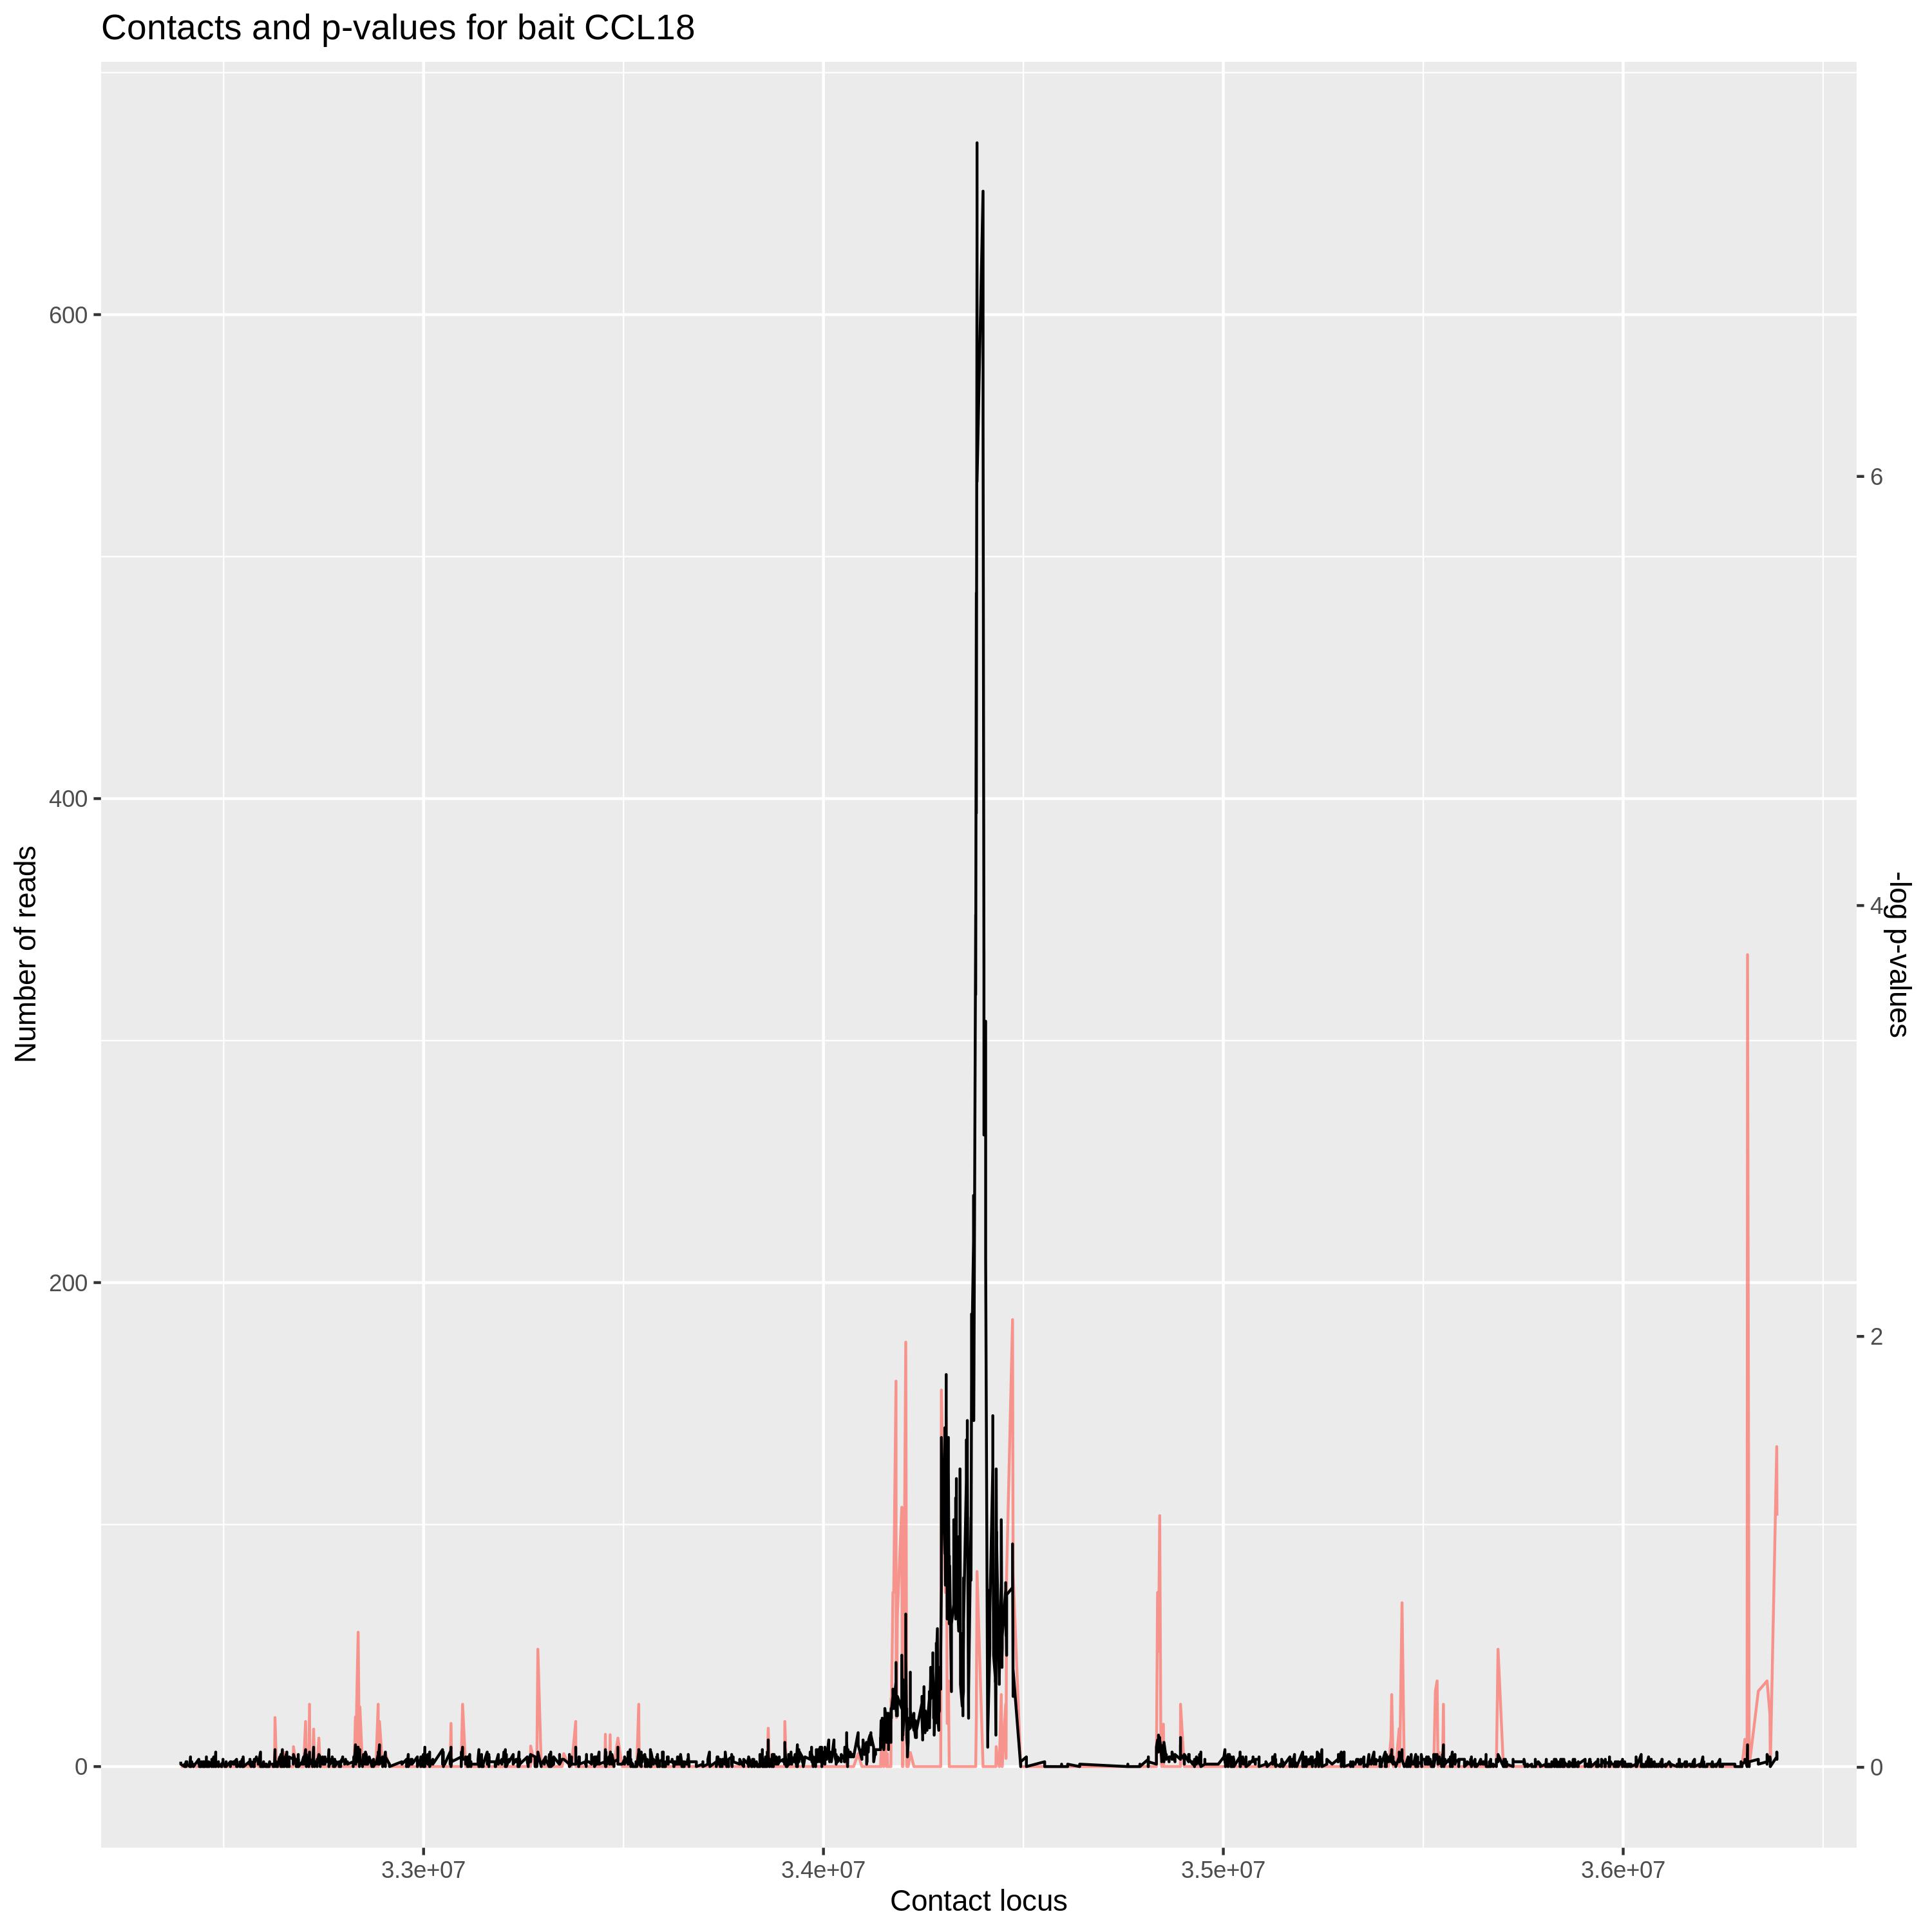 Contacts and p-values for bait CCL18
600
400
200
0
Number of reads
6
4
2
0
-log p-values
3.3e+07
3.4e+07
3.5e+07
3.6e+07
Contact locus